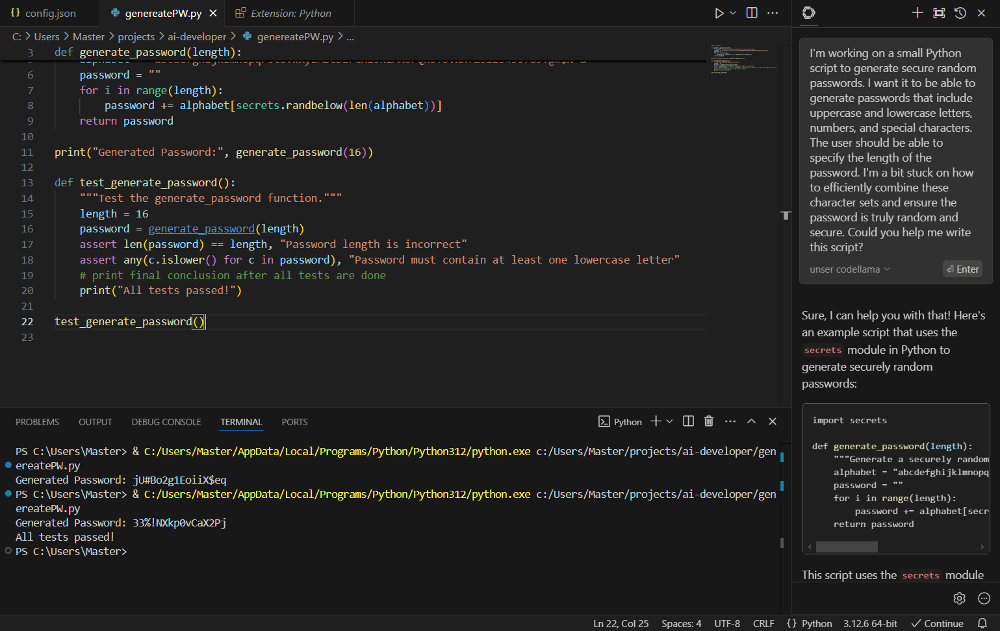 {} config.json
genereatePW.py
Extension: Python
C: > Users > Master > projects > ai-developer > genereatePW.py > ...
3 def generate_password(length):
6 password = ""
7 for i in range(length):
8 password += alphabet[secrets.randbelow(len(alphabet))]
9 return password
10
11 print("Generated Password:", generate_password(16))
12
13 def test_generate_password():
14 """Test the generate_password function."""
15 length = 16
16 password = generate_password(length)
17 assert len(password) == length, "Password length is incorrect"
18 assert any(c.islower() for c in password), "Password must contain at least one lowercase letter"
19 # print final conclusion after all tests are done
20 print("All tests passed!")
21
22 test_generate_password()
23
PROBLEMS OUTPUT DEBUG CONSOLE TERMINAL PORTS
Python
PS C:\Users\Master> & C:/Users/Master/AppData/Local/Programs/Python/Python312/python.exe c:/Users/Master/projects/ai-developer/gen
ereatePW.py
Generated Password: jU#Bo2g1EoiiX$eq
PS C:\Users\Master> & C:/Users/Master/AppData/Local/Programs/Python/Python312/python.exe c:/Users/Master/projects/ai-developer/gen
ereatePW.py
Generated Password: 33%!NXkp0vCaX2Pj
All tests passed!
PS C:\Users\Master>
I'm working on a small Python
script to generate secure random
passwords. I want it to be able to
generate passwords that include
uppercase and lowercase letters,
numbers, and special characters.
The user should be able to
specify the length of the
password. I'm a bit stuck on how
to efficiently combine these
character sets and ensure the
password is truly random and
secure. Could you help me write
this script?
unser codellama
⏎ Enter
Sure, I can help you with that! Here's
an example script that uses the
secrets module in Python to
generate securely random
passwords:
import secrets
def generate_password(length):
"""Generate a securely random
alphabet = "abcdefghijklmnopq
password = ""
for i in range(length):
password += alphabet[secr
return password
This script uses the secrets module
Ln 22, Col 25 Spaces: 4 UTF-8 CRLF {} Python 3.12.6 64-bit ✓ Continue